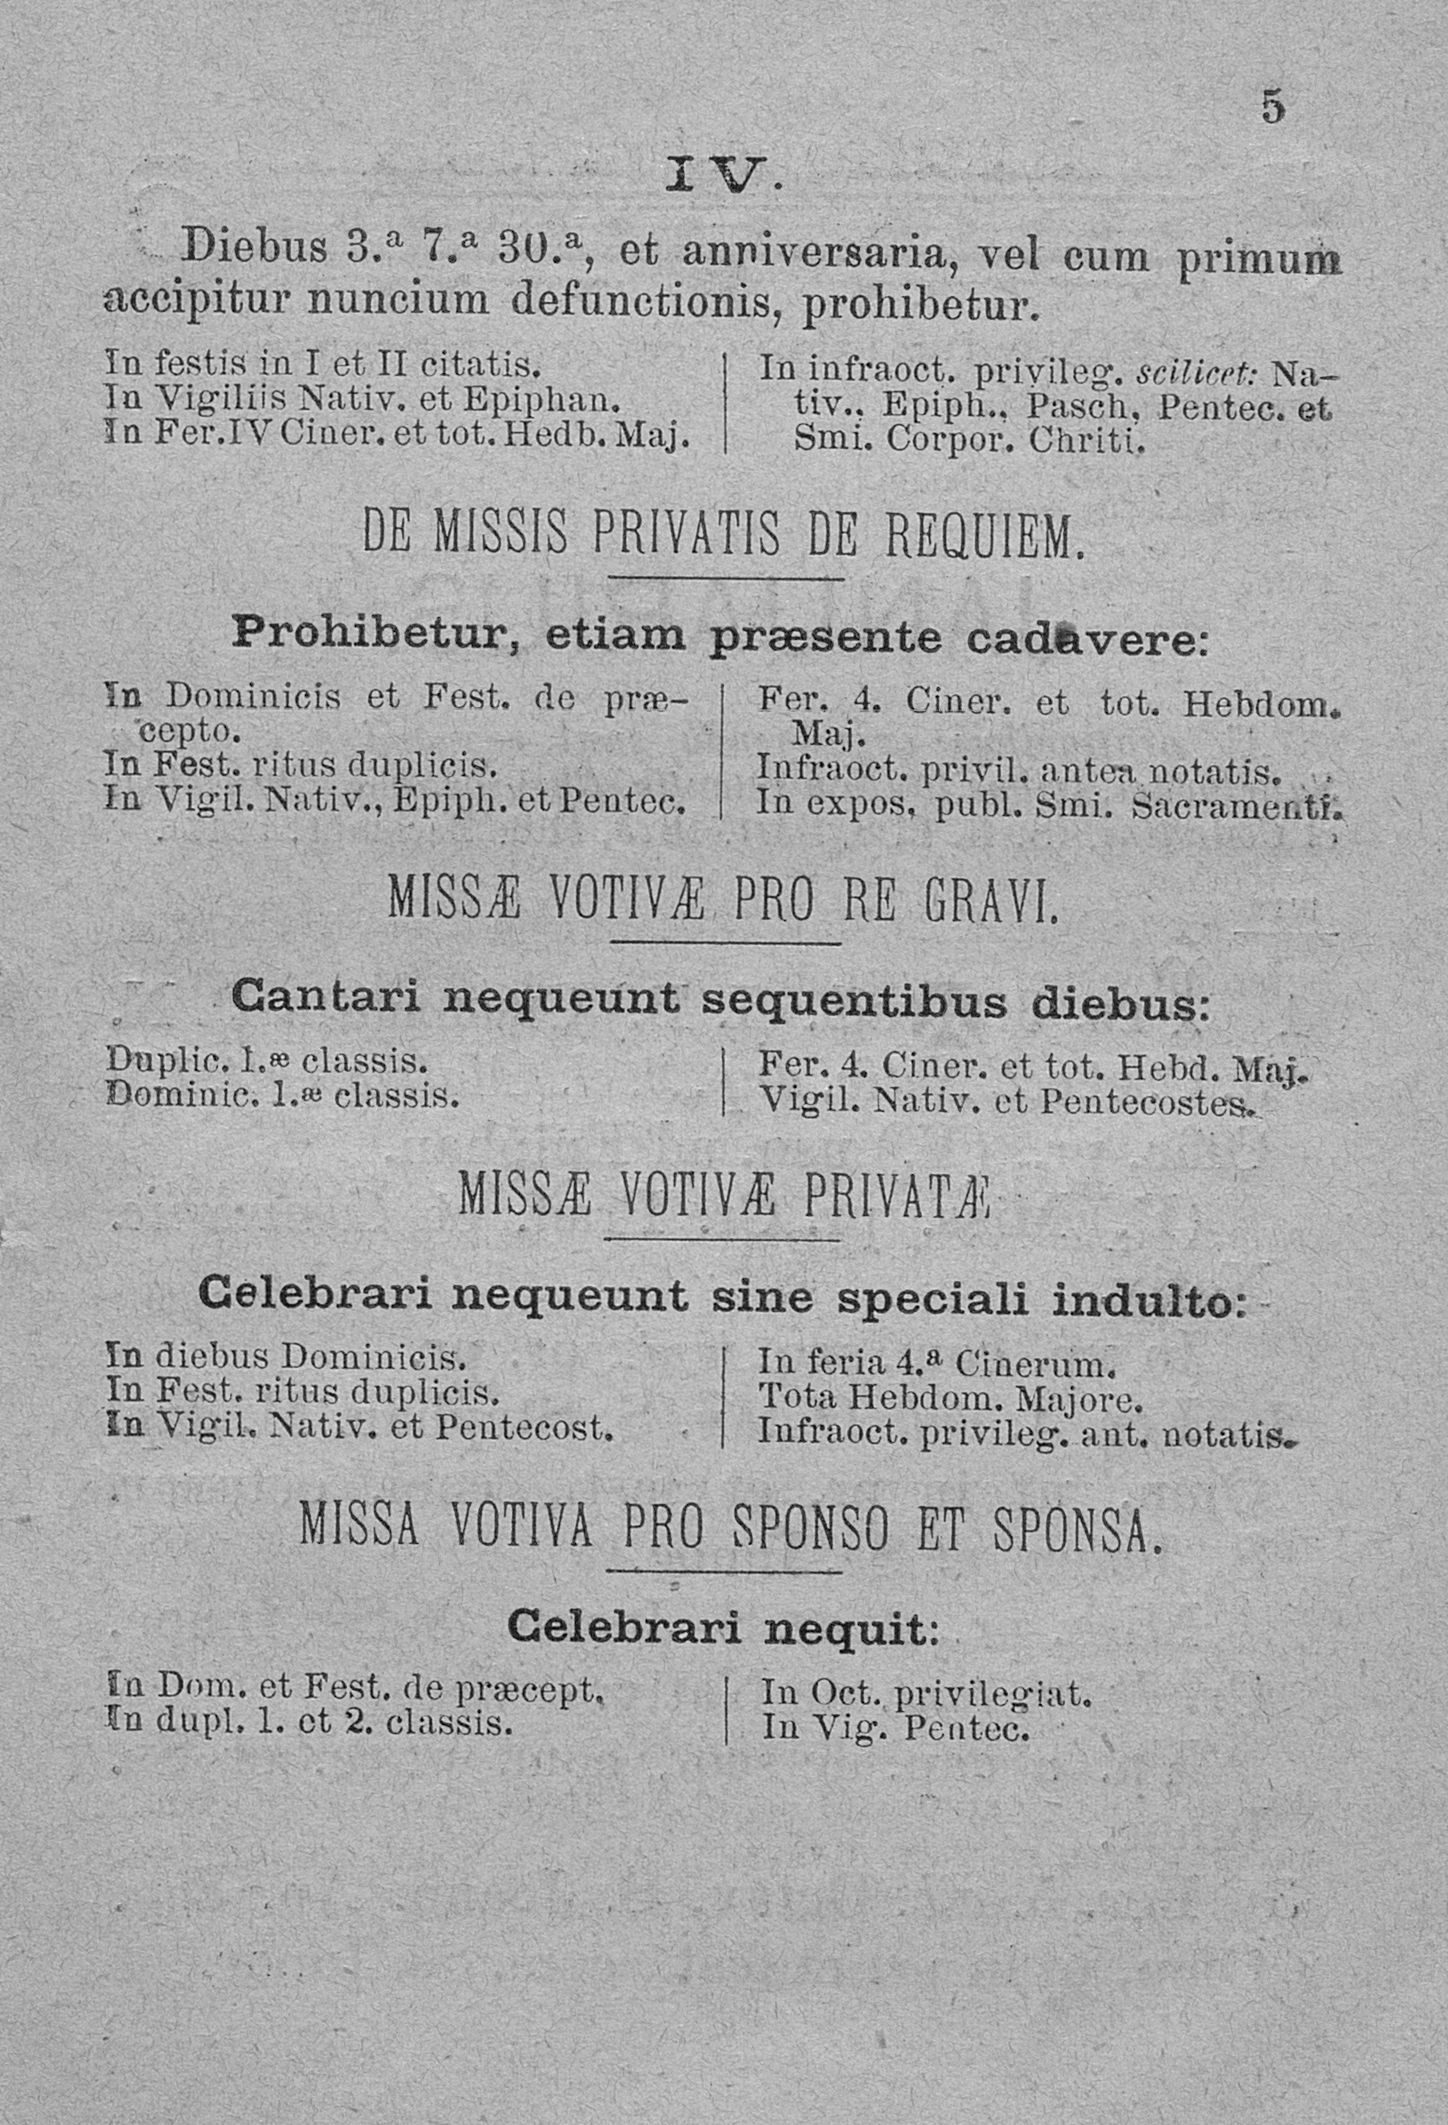 5
IV.
Diebus 3.ª 7.ª 30.ª, et anniversaria, vel cum primum
accipitur nuncium defunctionis, prohibetur.
In festis in I et II citatis.
In Vigiliis Nativ. et Epiphan.
In Fer. IV Ciner. et tot. Hedb. Maj.
In infraoct. privileg. scilicet: Na-
tiv., Epiph., Pasch, Pentec. et
Smi. Corpor. Chriti.
DE MISSIS PRIVATIS DE REQUIEM.
Prohibetur, etiam præsente cadavere:
In Dominicis et Fest. de præ-
cepto.
In Fest. ritus duplicis.
In Vigil. Nativ., Epiph. et Pentec.
Fer. 4. Ciner. et tot. Hebdom.
Maj.
Infraoct. privil. antea notatis.
In expos, publ. Smi. Sacramenti.
MISSÆ VOTIVÆ PRO RE GRAVI.
Cantari nequeunt sequentibus diebus:
Duplic. 1.æ classis.
Dominic. 1.æ classis.
Fer. 4. Ciner. et tot. Hebd. Maj.
Vigil. Nativ. et Pentecostes.
MISSÆ VOTIVÆ PRIVATÆ
Celebrari nequeunt sine speciali indulto:
In diebus Dominicis.
In Fest. ritus duplicis.
In Vigil. Nativ. et Pentecost.
In feria 4.ª Cinerum.
Tota Hebdom. Majore.
Infraoct. privileg. ant. notatis.
MISSA VOTIVA PRO SPONSO ET SPONSA.
Celebrari nequit:
In Dom. et Fest. de præcept.
In dupl. 1. et 2. classis.
In Oct. privilegiat.
In Vig. Pentec.